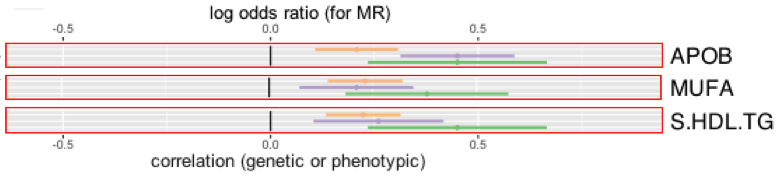 log odds ratio (for MR)
-0.5 0.0 0.5
APOB
MUFA
S.HDL.TG
-0.5 0.0 0.5
correlation (genetic or phenotypic)